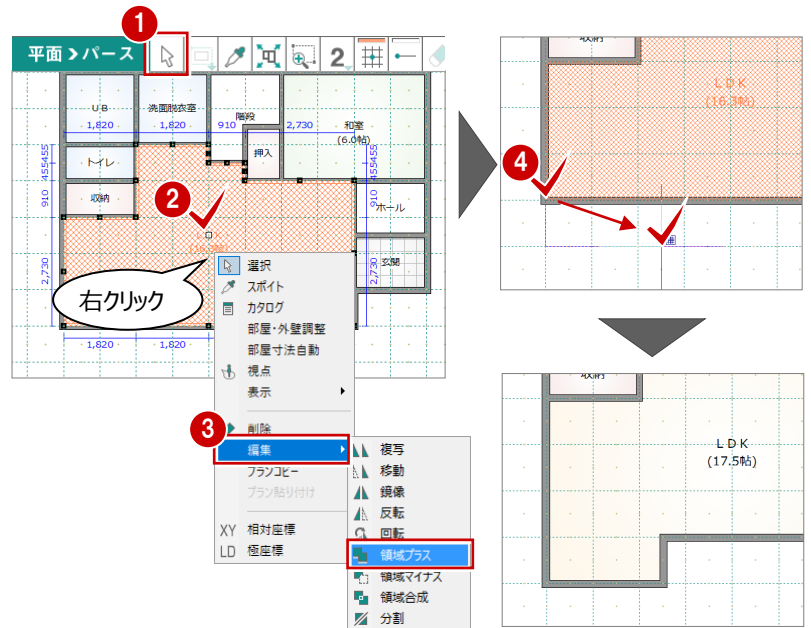 1
平面 > パース
2
UB
洗面脱衣室
階段
1,820
1,820
910
2,730
和室
(6.0帖)
押入
トイレ
455455
455455
収納
910
910
ホール
2
LDK
2,730
2,730
玄関
右クリック
1,820
1,820
選択
スポイト
カタログ
部屋・外壁調整
部屋寸法自動
視点
表示
削除
3
編集
プランコピー
プラン貼り付け
XY 相対座標
LD 極座標
複写
移動
鏡像
反転
回転
領域プラス
領域マイナス
領域合成
分割
収納
LDK
(16.3帖)
4
収納
LDK
(17.5帖)